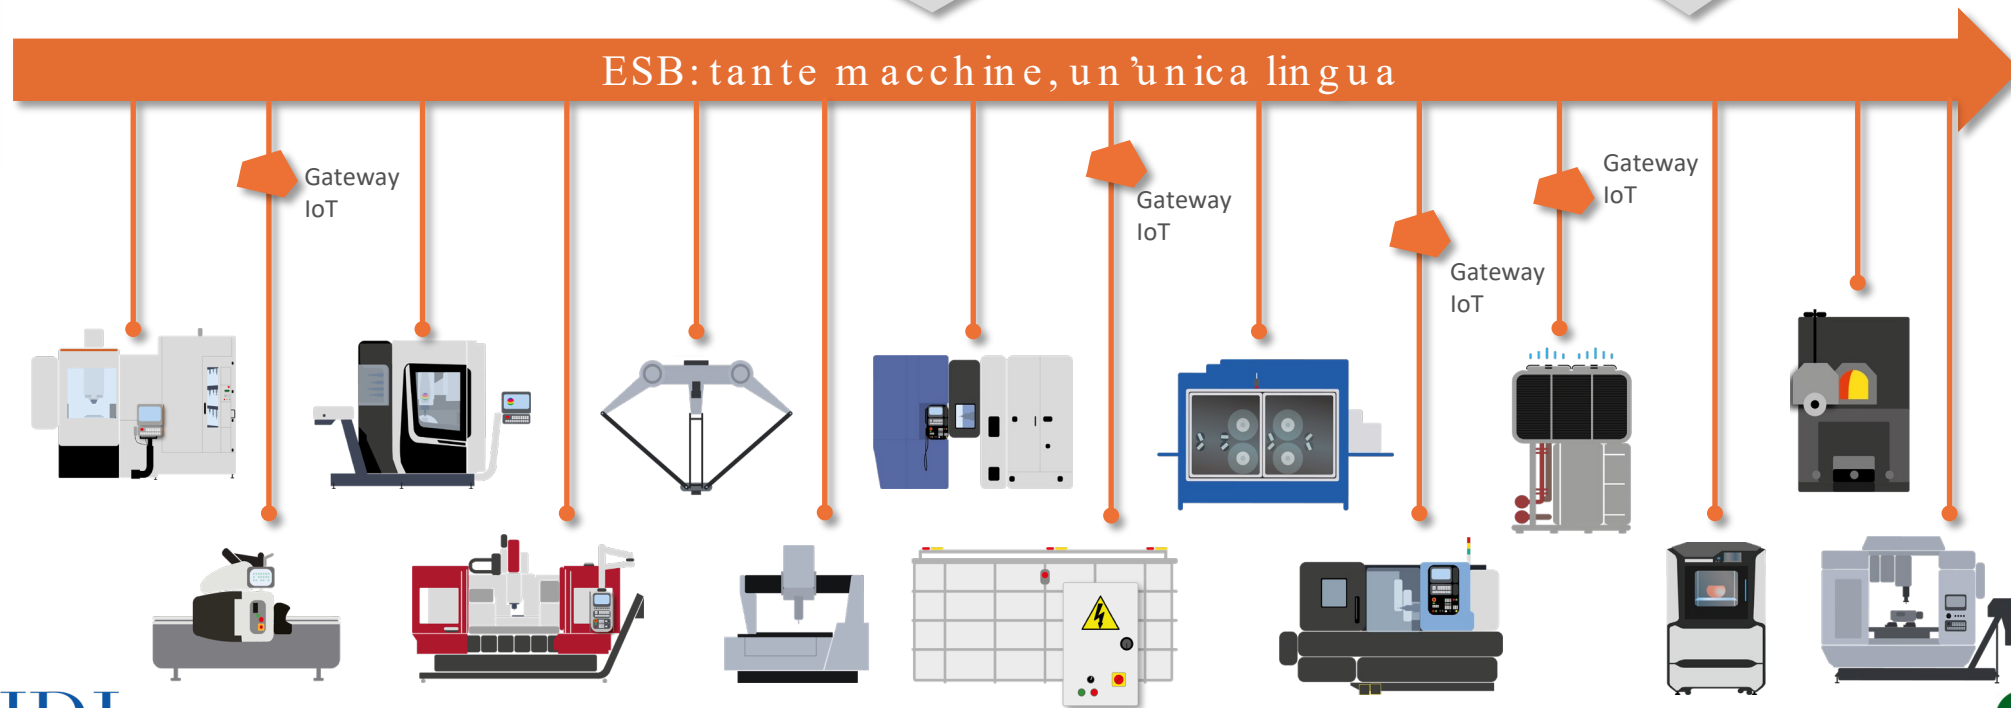 ESB: tante macchine, un’unica lingua
Gateway
IoT
Gateway
IoT
Gateway
IoT
Gateway
IoT